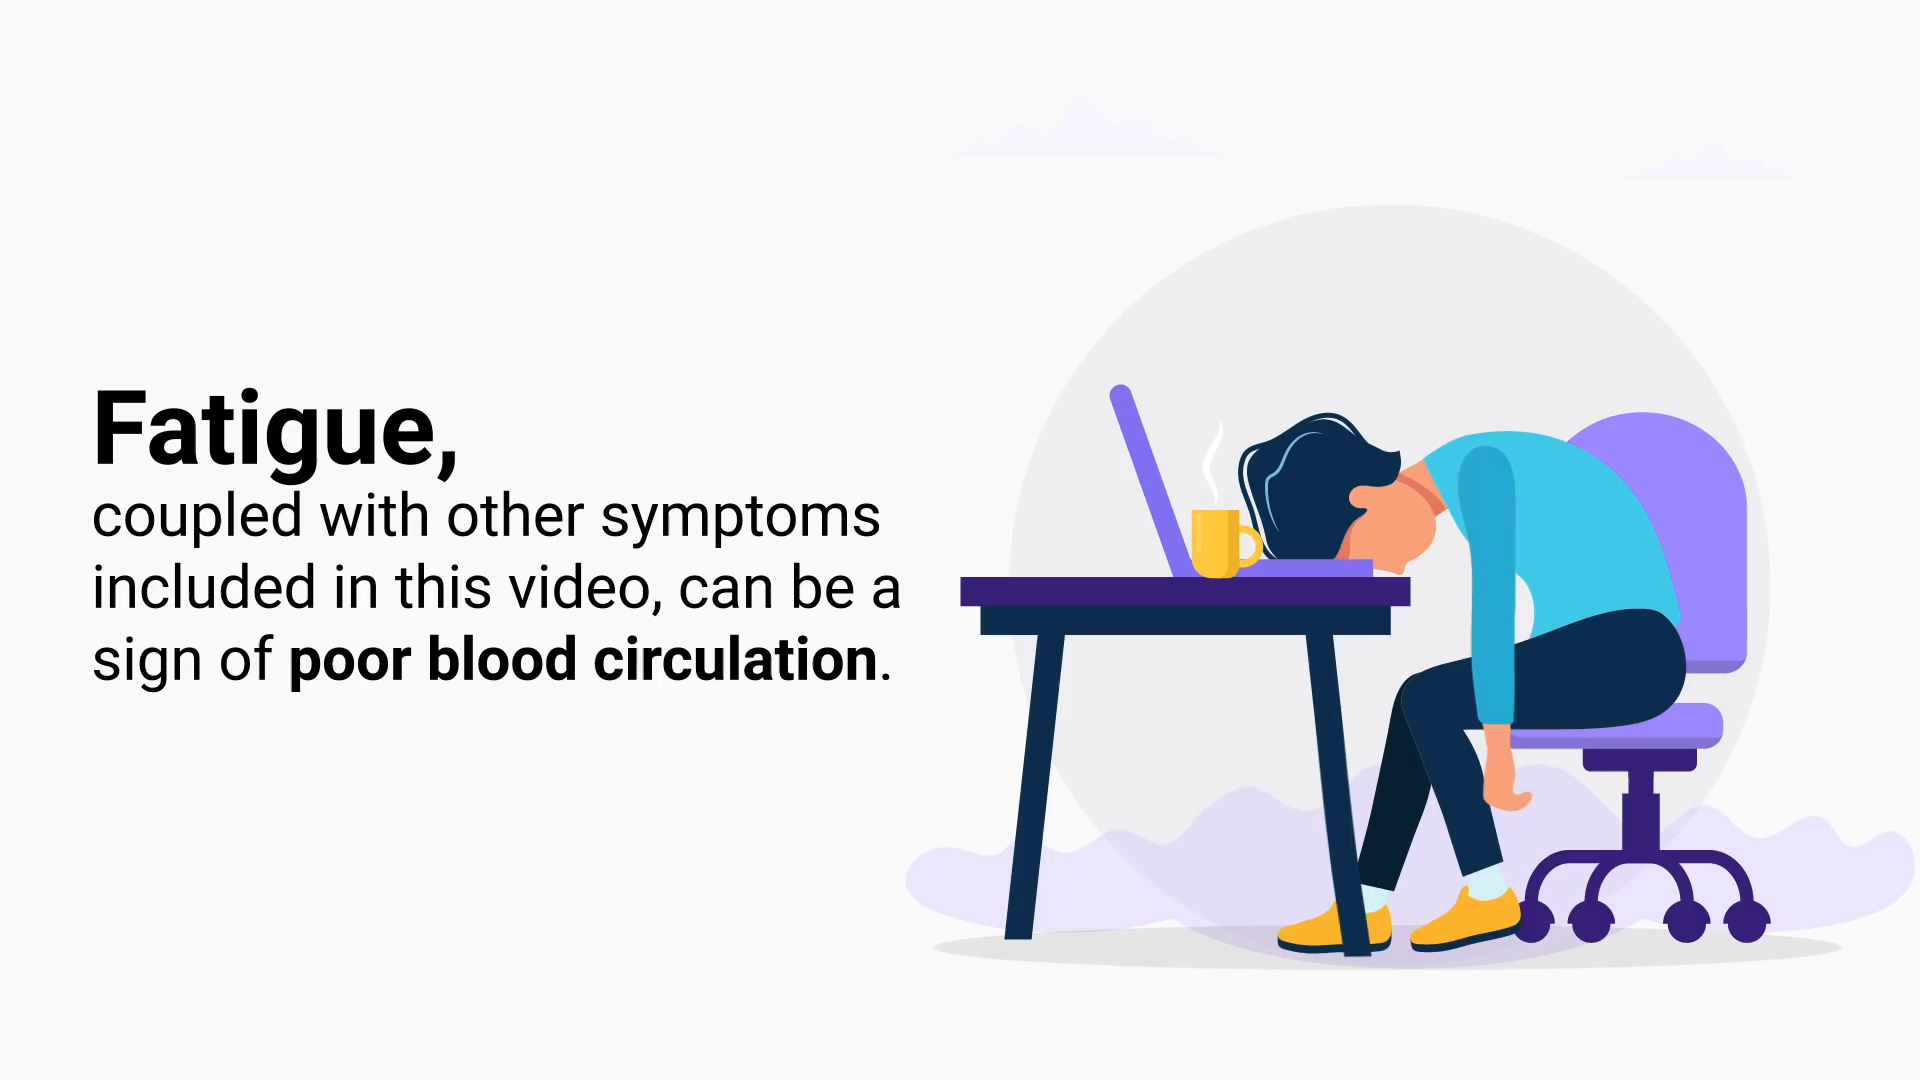 Fatigue,
coupled with other symptoms
included in this video, can be a
sign of poor blood circulation.